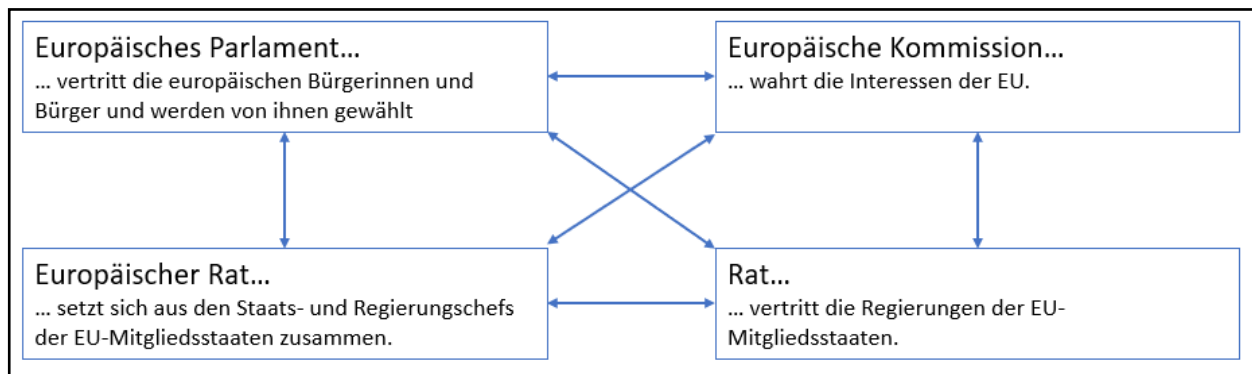 Europäisches Parlament...
... vertritt die europäischen Bürgerinnen und
Bürger und werden von ihnen gewählt
Europäische Kommission...
... wahrt die Interessen der EU.
Europäischer Rat...
... setzt sich aus den Staats- und Regierungschefs
der EU-Mitgliedsstaaten zusammen.
Rat...
... vertritt die Regierungen der EU-
Mitgliedsstaaten.